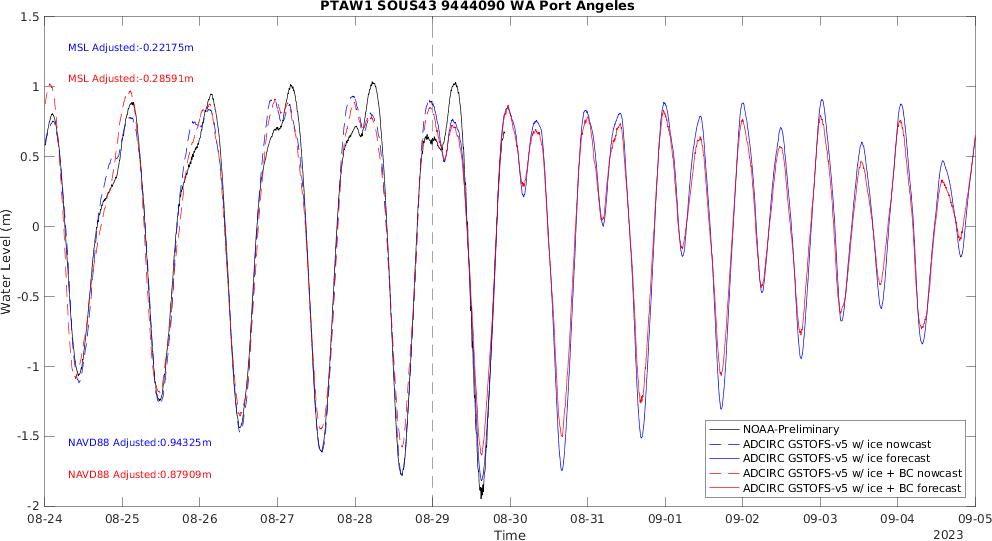 PTAW1 SOUS43 9444090 WA Port Angeles
1.5
1
0.5
0
-0.5
-1
-1.5
-2
Water Level (m)
MSL Adjusted:-0.22175m
MSL Adjusted:-0.28591m
NAVD88 Adjusted:0.94325m
NAVD88 Adjusted:0.87909m
NOAA-Preliminary
ADCIRC GSTOFS-v5 w/ ice nowcast
ADCIRC GSTOFS-v5 w/ ice forecast
ADCIRC GSTOFS-v5 w/ ice + BC nowcast
ADCIRC GSTOFS-v5 w/ ice + BC forecast
08-24 08-25 08-26 08-27 08-28 08-29 08-30 08-31 09-01 09-02 09-03 09-04 09-05
Time
2023